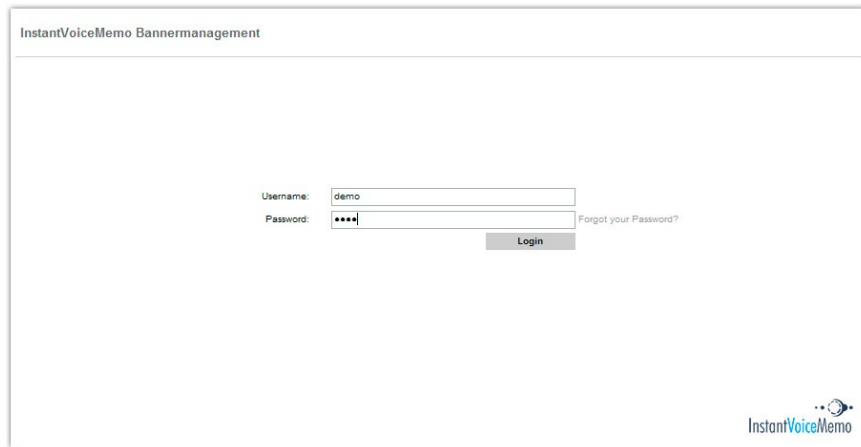 InstantVoiceMemo Bannermanagement
Username: demo
Password: ••••
Forgot your Password?
Login
InstantVoiceMemo